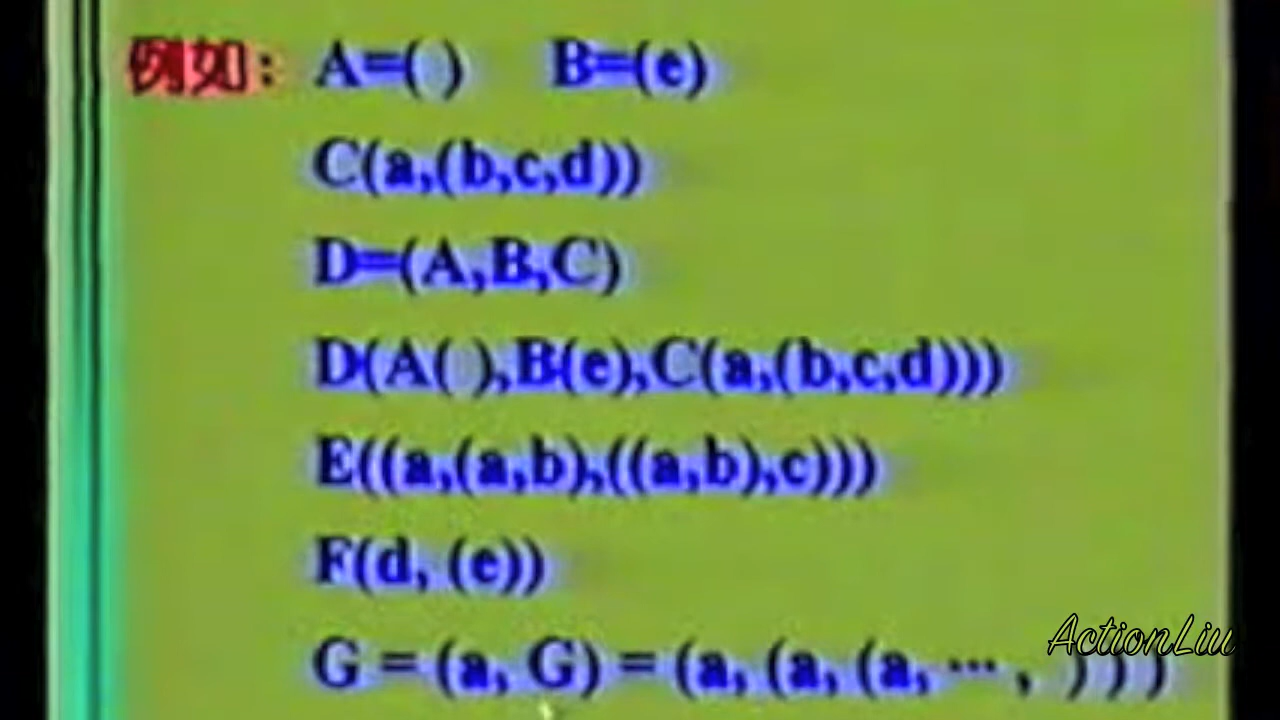 例如: A=( ) B=(e)
C(a,(b,c,d))
D=(A,B,C)
D(A( ),B(e),C(a,(b,c,d)))
E((a,(a,b),((a,b),c)))
F(d, (e))
G = (a, G) = (a, (a, (a, ··· , ) ) )
ActionLiu